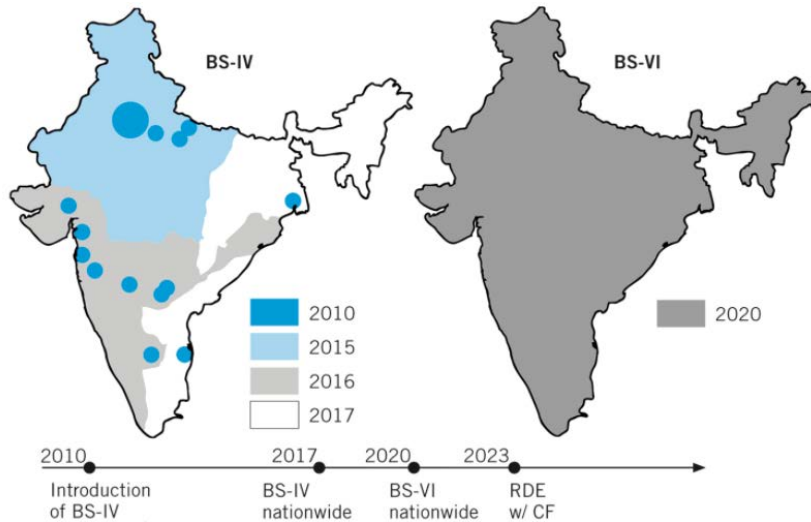 BS-IV
BS-VI
2010
2015
2016
2017
2020
2010
2017
2020
2023
Introduction
of BS-IV
BS-IV
nationwide
BS-VI
nationwide
RDE
w/ CF